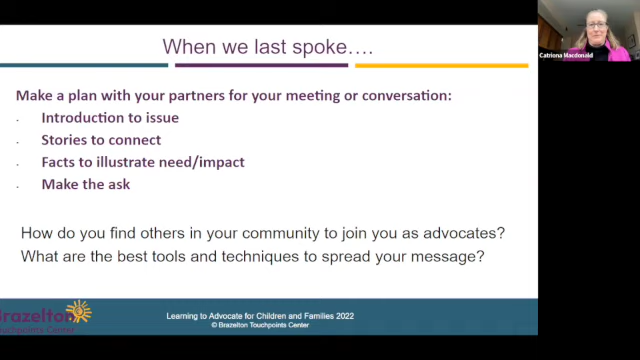 When we last spoke….
Catriona Macdonald
Make a plan with your partners for your meeting or conversation:
· Introduction to issue
· Stories to connect
· Facts to illustrate need/impact
· Make the ask
How do you find others in your community to join you as advocates?
What are the best tools and techniques to spread your message?
Brazelton
Touchpoints Center
Learning to Advocate for Children and Families 2022
© Brazelton Touchpoints Center